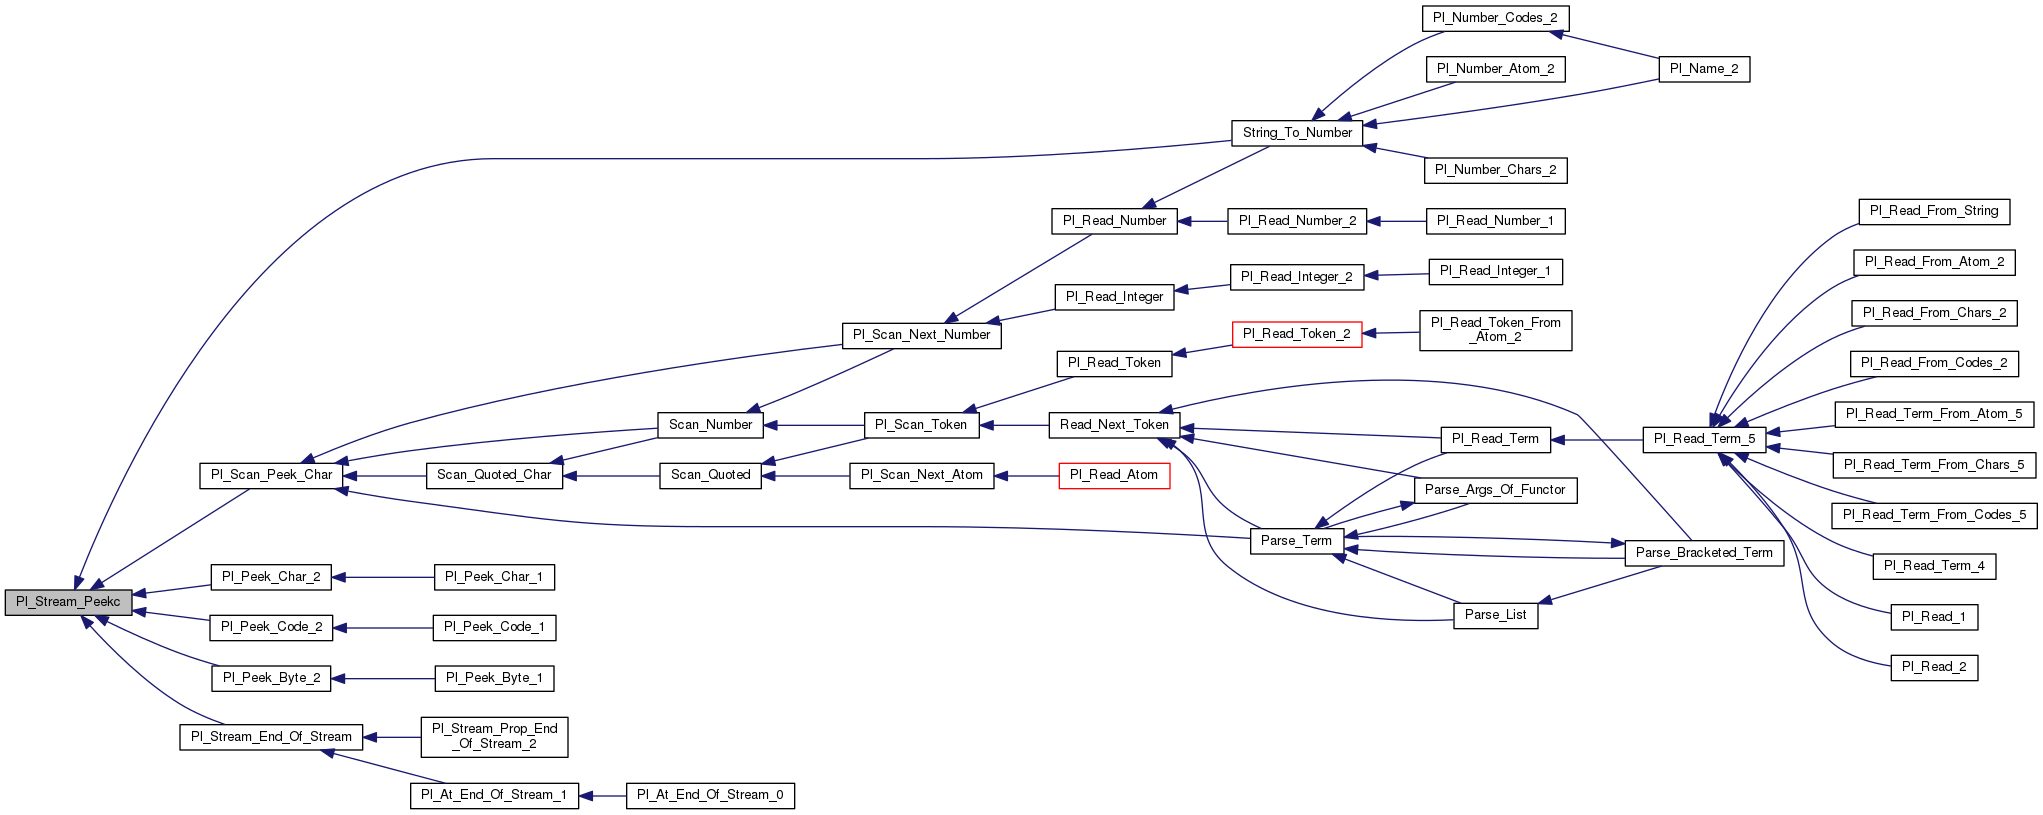 Pl_Stream_Peekc
Pl_Scan_Peek_Char
Pl_Peek_Char_2
Pl_Peek_Code_2
Pl_Peek_Byte_2
Pl_Stream_End_Of_Stream
Scan_Quoted_Char
Pl_Peek_Char_1
Pl_Peek_Code_1
Pl_Peek_Byte_1
Pl_Stream_Prop_End
_Of_Stream_2
Pl_At_End_Of_Stream_1
Scan_Number
Scan_Quoted
Pl_At_End_Of_Stream_0
Pl_Scan_Next_Number
Pl_Scan_Token
Pl_Scan_Next_Atom
Pl_Read_Number
Pl_Read_Integer
Pl_Read_Token
Read_Next_Token
Pl_Read_Atom
String_To_Number
Pl_Read_Number_2
Pl_Read_Integer_2
Pl_Read_Token_2
Parse_Term
Pl_Number_Codes_2
Pl_Number_Atom_2
Pl_Number_Chars_2
Pl_Read_Number_1
Pl_Read_Integer_1
Pl_Read_Token_From
_Atom_2
Pl_Read_Term
Parse_Args_Of_Functor
Parse_List
Pl_Name_2
Pl_Read_Term_5
Parse_Bracketed_Term
Pl_Read_From_String
Pl_Read_From_Atom_2
Pl_Read_From_Chars_2
Pl_Read_From_Codes_2
Pl_Read_Term_From_Atom_5
Pl_Read_Term_From_Chars_5
Pl_Read_Term_From_Codes_5
Pl_Read_Term_4
Pl_Read_1
Pl_Read_2